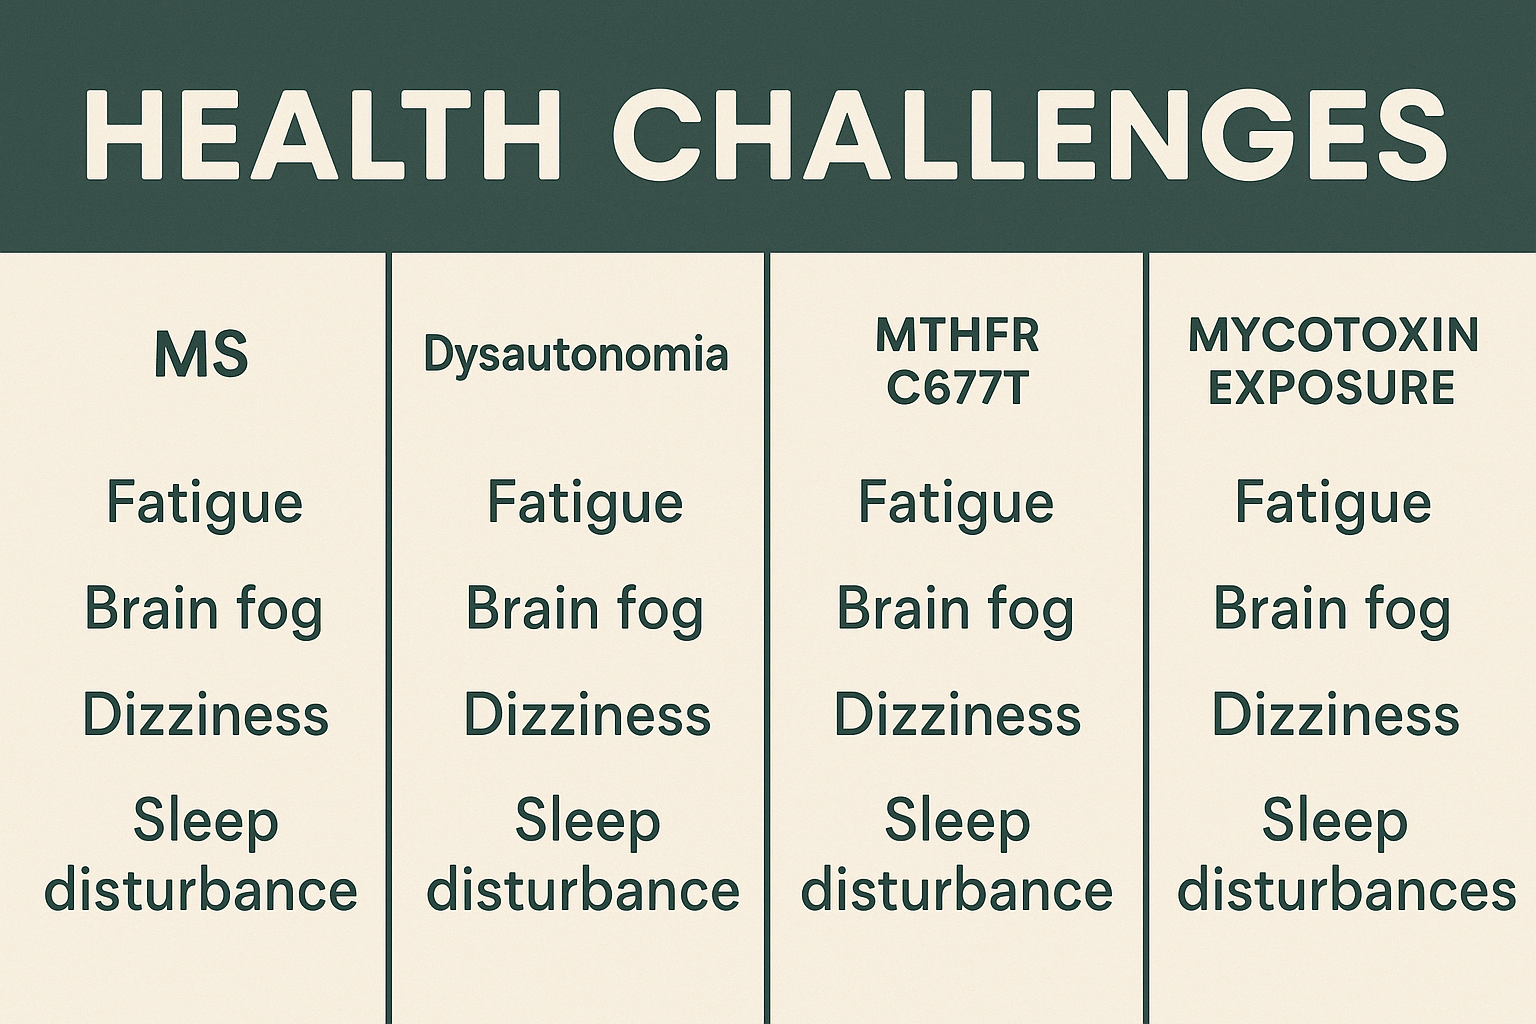 HEALTH CHALLENGES
MS
Fatigue
Brain fog
Dizziness
Sleep
disturbance
Dysautonomia
Fatigue
Brain fog
Dizziness
Sleep
disturbance
MTHFR
C677T
Fatigue
Brain fog
Dizziness
Sleep
disturbance
MYCOTOXIN
EXPOSURE
Fatigue
Brain fog
Dizziness
Sleep
disturbances